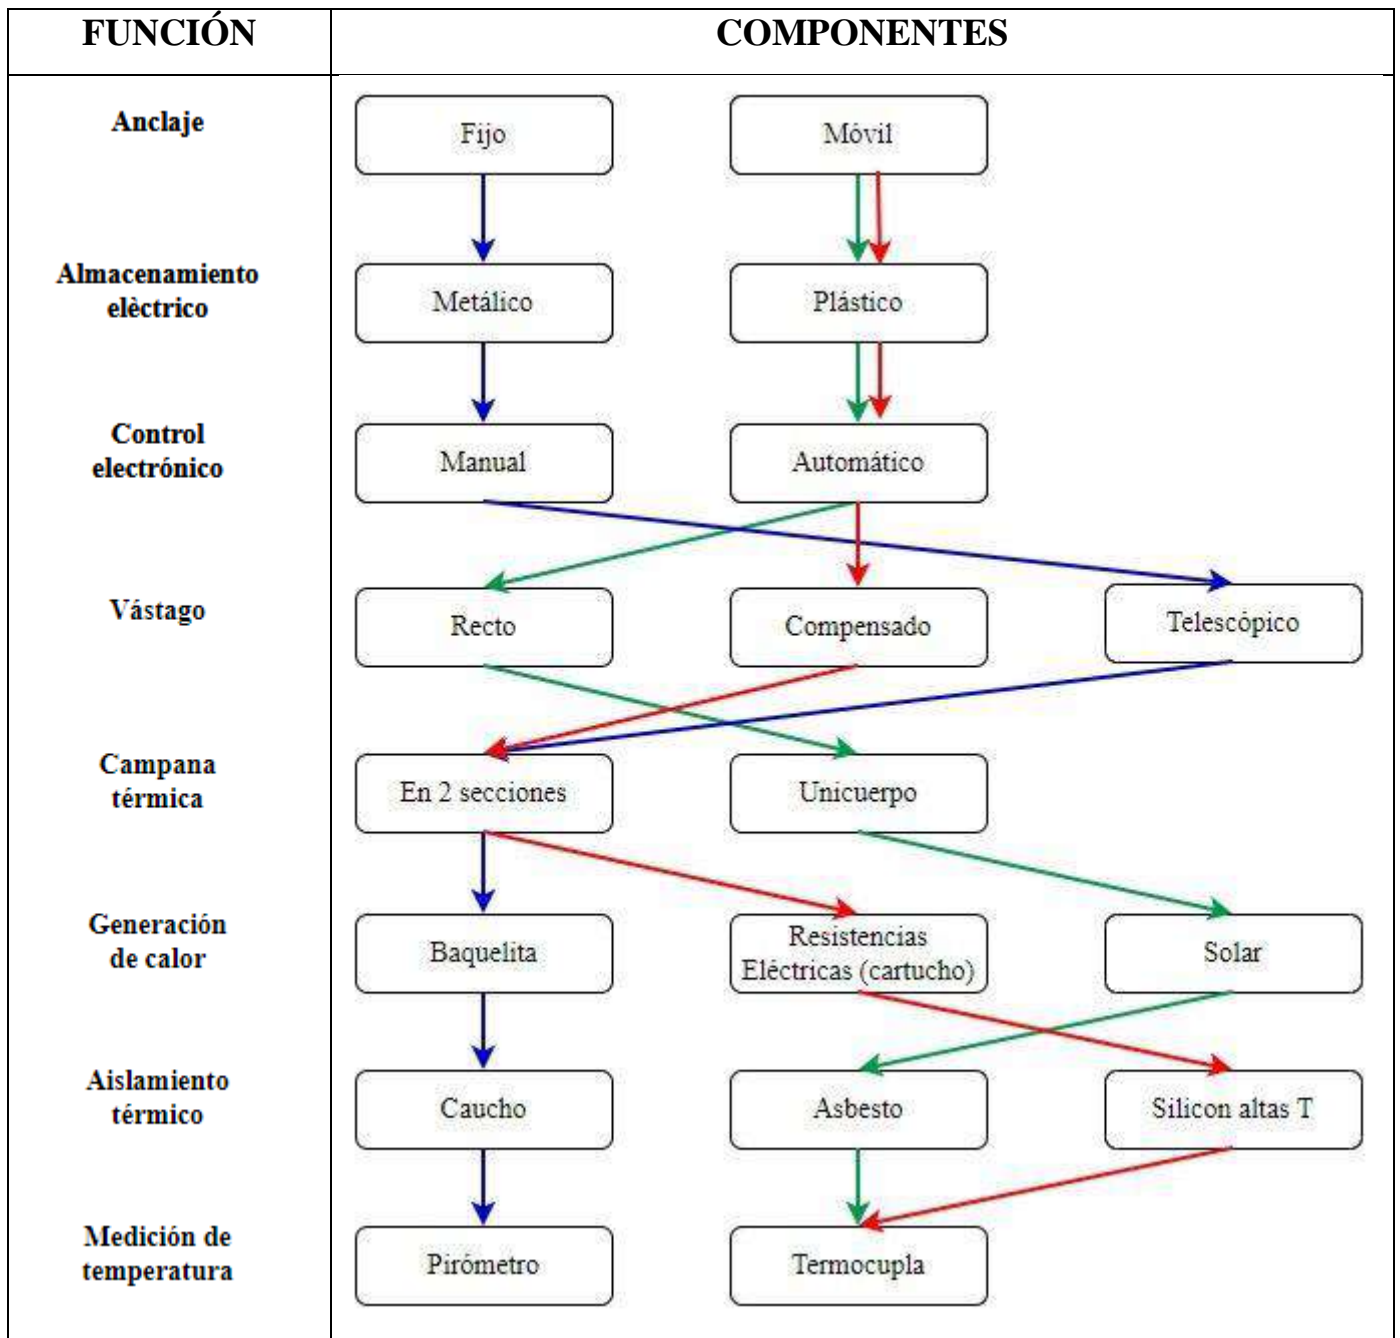 FUNCIÓN COMPONENTES
Anclaje
Fijo
Móvil
Almacenamiento
elèctrico
Metálico
Plástico
Control
electrónico
Manual
Automático
Vástago
Recto
Compensado
Telescópico
Campana
térmica
En 2 secciones
Unicuerpo
Generación
de calor
Baquelita
Resistencias
Eléctricas (cartucho)
Solar
Aislamiento
térmico
Caucho
Asbesto
Silicon altas T
Medición de
temperatura
Pirómetro
Termocupla